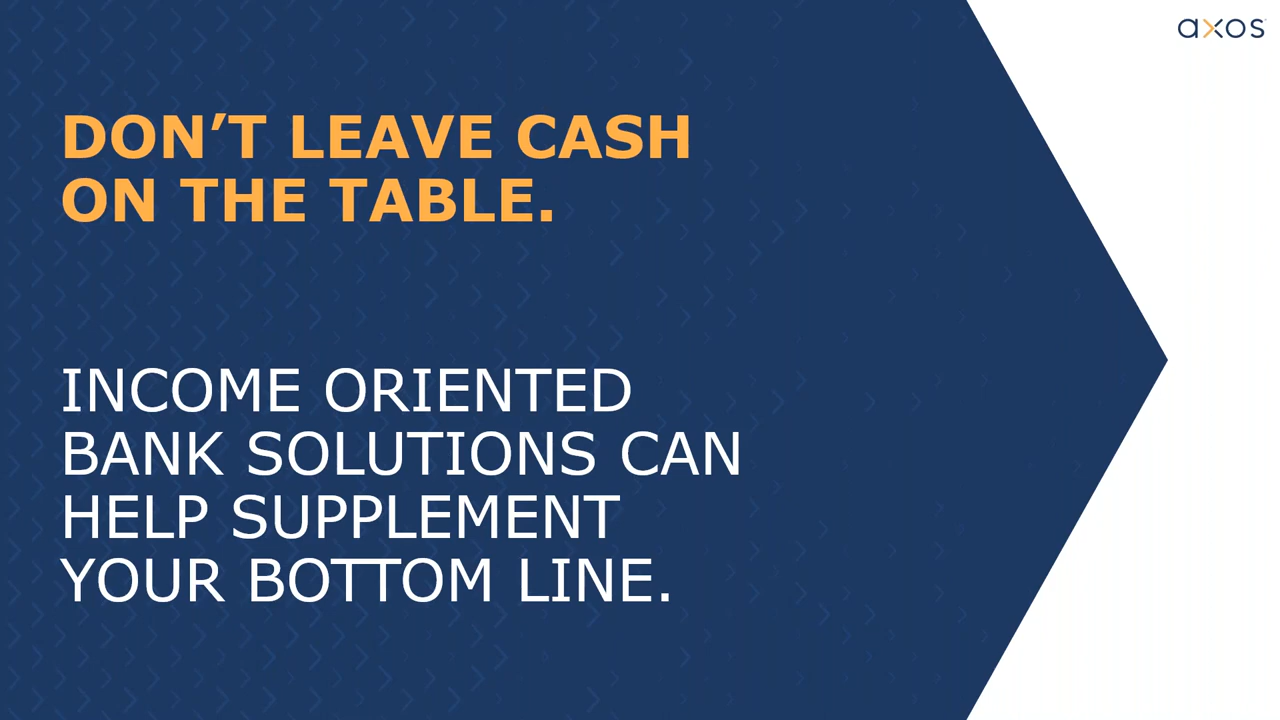 axos
DON’T LEAVE CASH
ON THE TABLE.
INCOME ORIENTED
BANK SOLUTIONS CAN
HELP SUPPLEMENT
YOUR BOTTOM LINE.